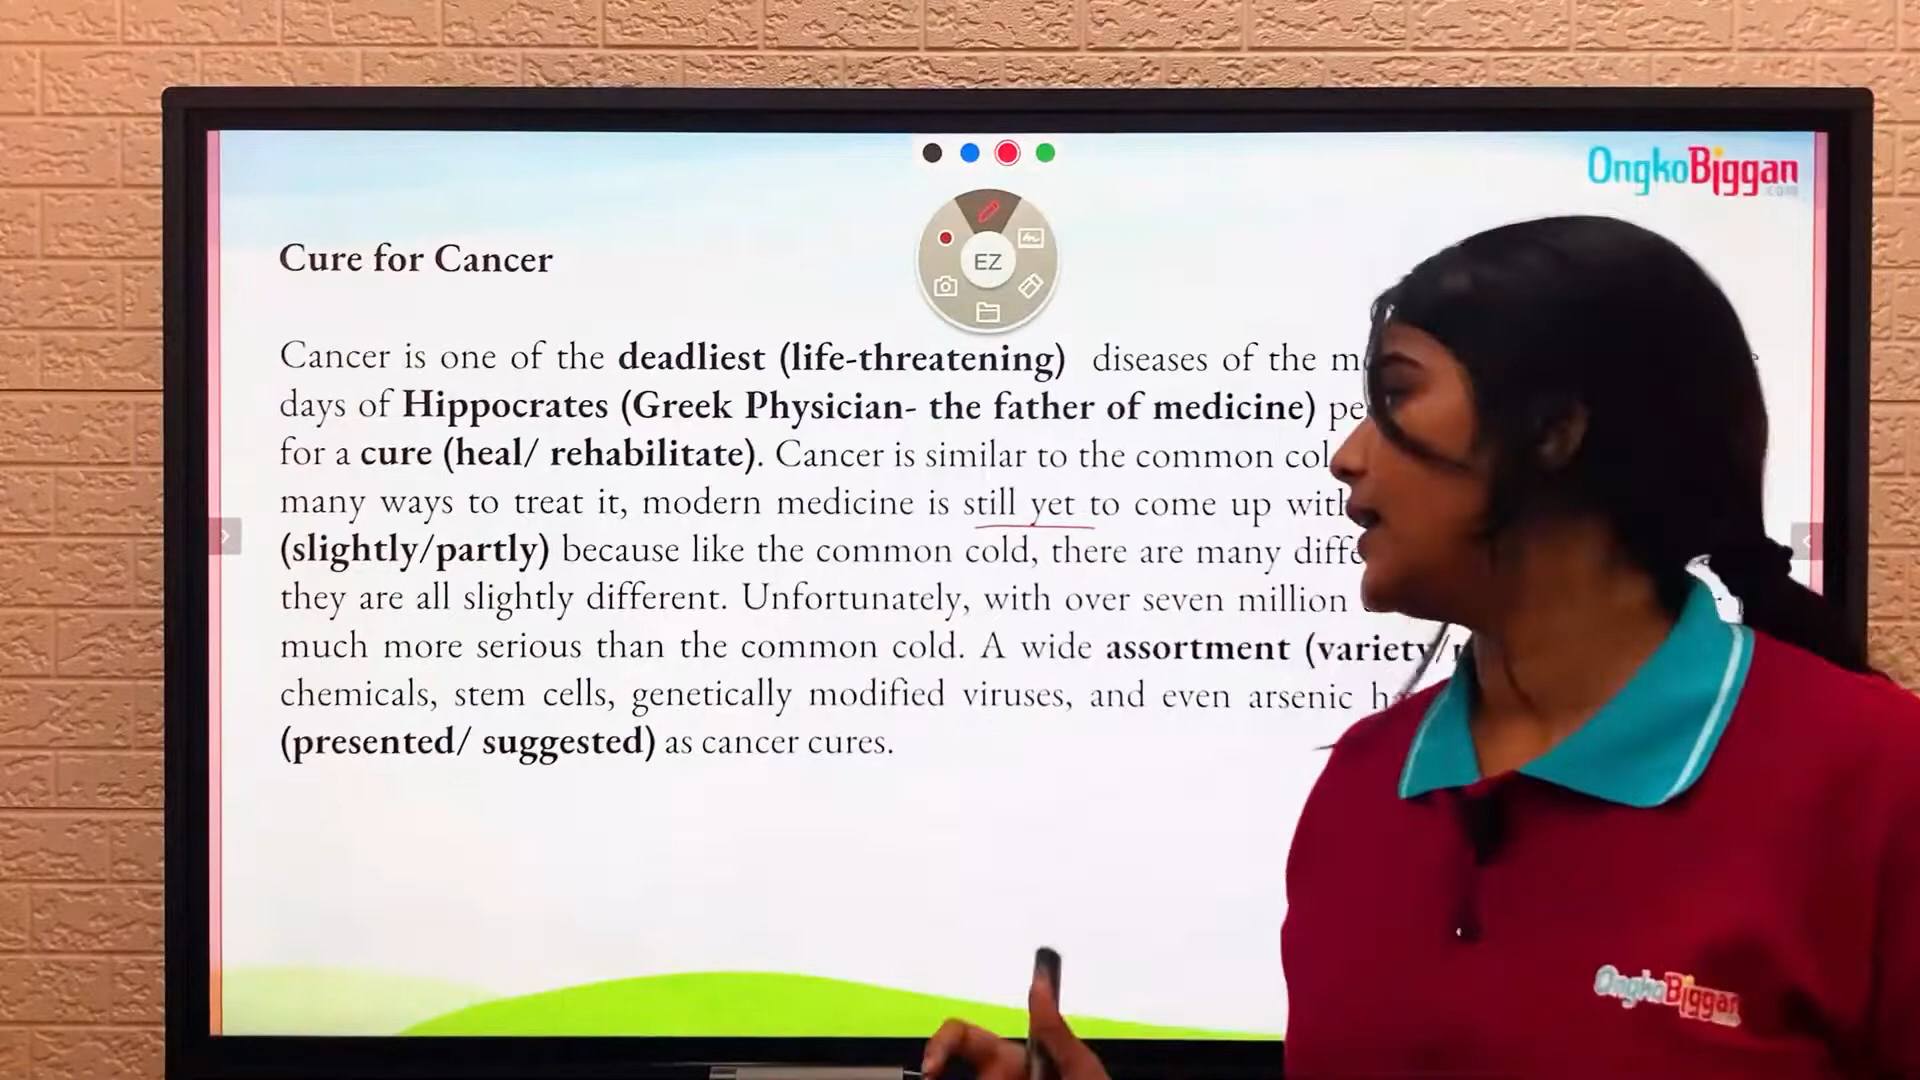 OngkoBiggan
.com
EZ
Cure for Cancer
Cancer is one of the deadliest (life-threatening) diseases of the
days of Hippocrates (Greek Physician- the father of medicine)
for a cure (heal/ rehabilitate). Cancer is similar to the common
many ways to treat it, modern medicine is still yet to come up with
(slightly/partly) because like the common cold, there are many
they are all slightly different. Unfortunately, with over seven million
much more serious than the common cold. A wide assortment (variety/
chemicals, stem cells, genetically modified viruses, and even arsenic
(presented/ suggested) as cancer cures.
OngkoBiggan